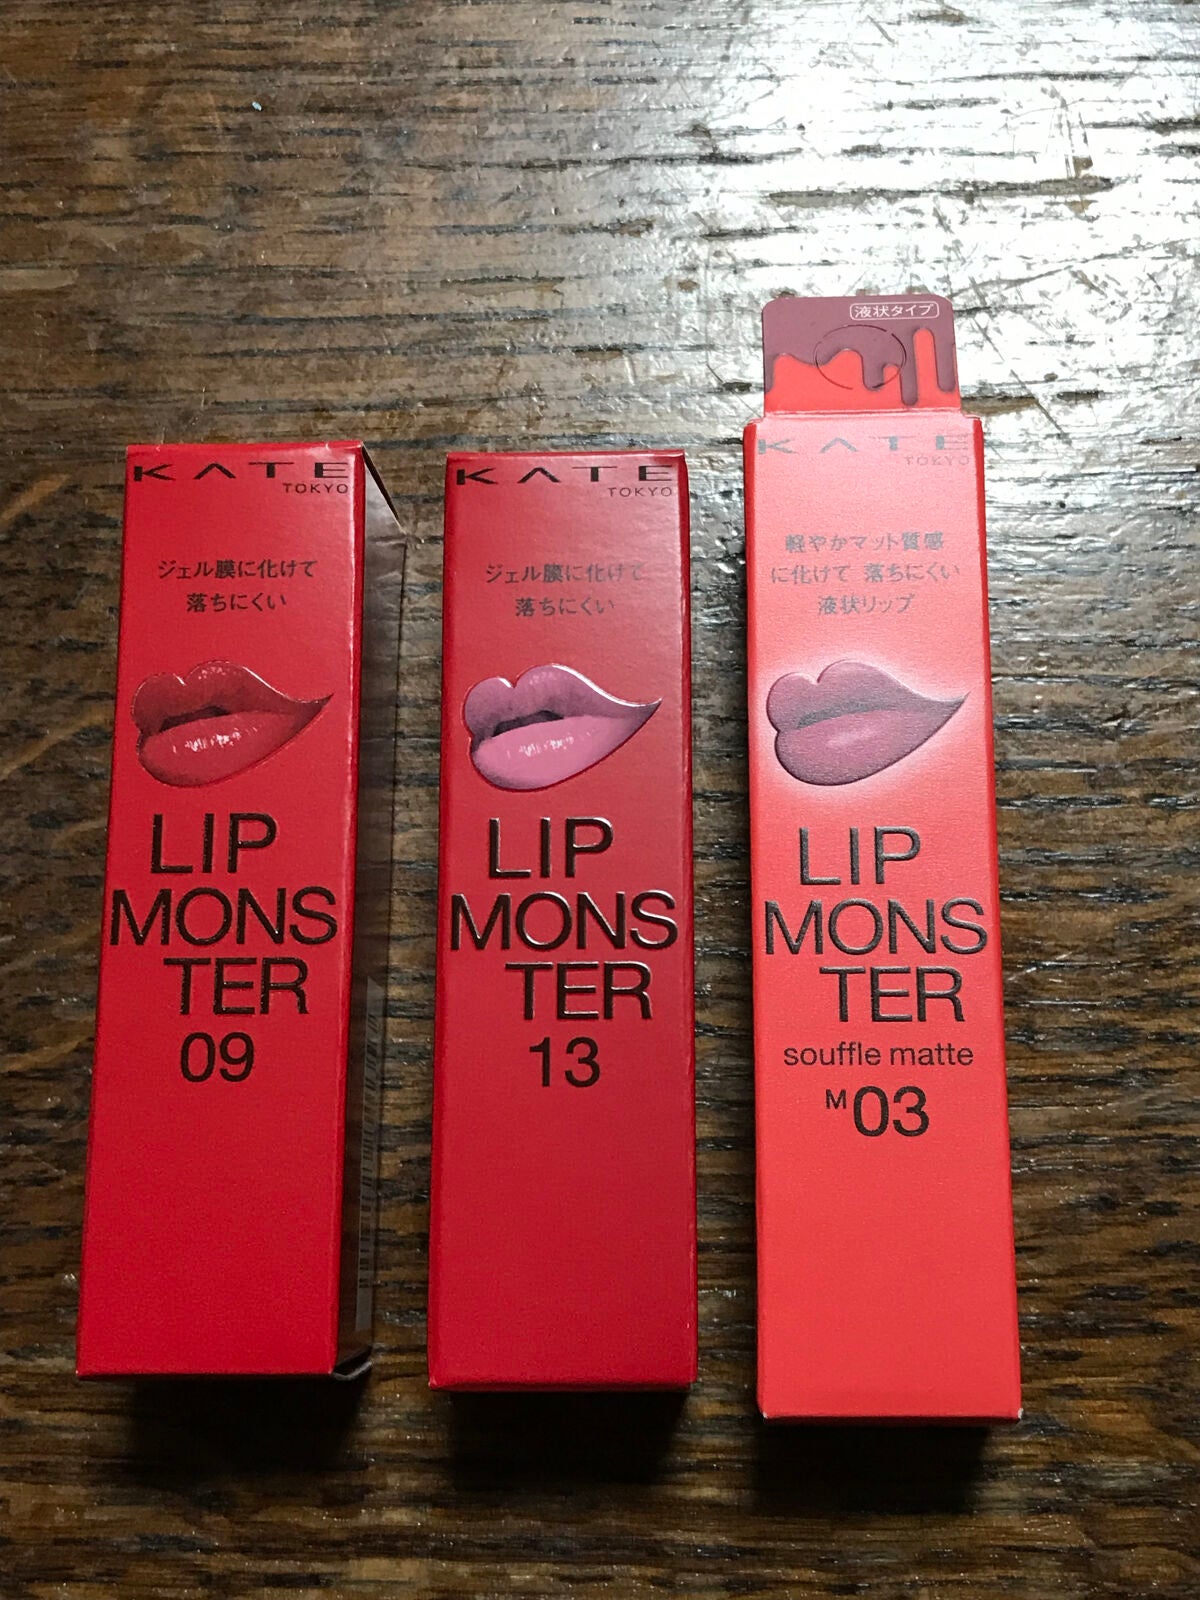 KATE
TOKYO
ジェル膜に化けて
落ちにくい
LIP
MONS
TER
09
KATE
TOKYO
ジェル膜に化けて
落ちにくい
LIP
MONS
TER
13
液状タイプ
KATE
TOKYO
軽やかマット質感
に化けて 落ちにくい
液状リップ
LIP
MONS
TER
souffle matte
M03